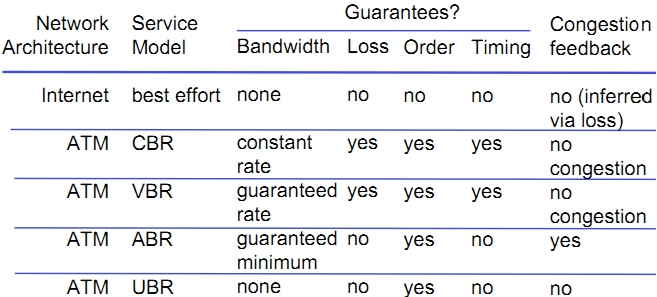 Guarantees?
Network Architecture Service Model Bandwidth Loss Order Timing Congestion feedback
Internet best effort none no no no no (inferred via loss)
ATM CBR constant rate yes yes yes no congestion
ATM VBR guaranteed rate yes yes yes no congestion
ATM ABR guaranteed minimum no yes no yes
ATM UBR none no yes no no